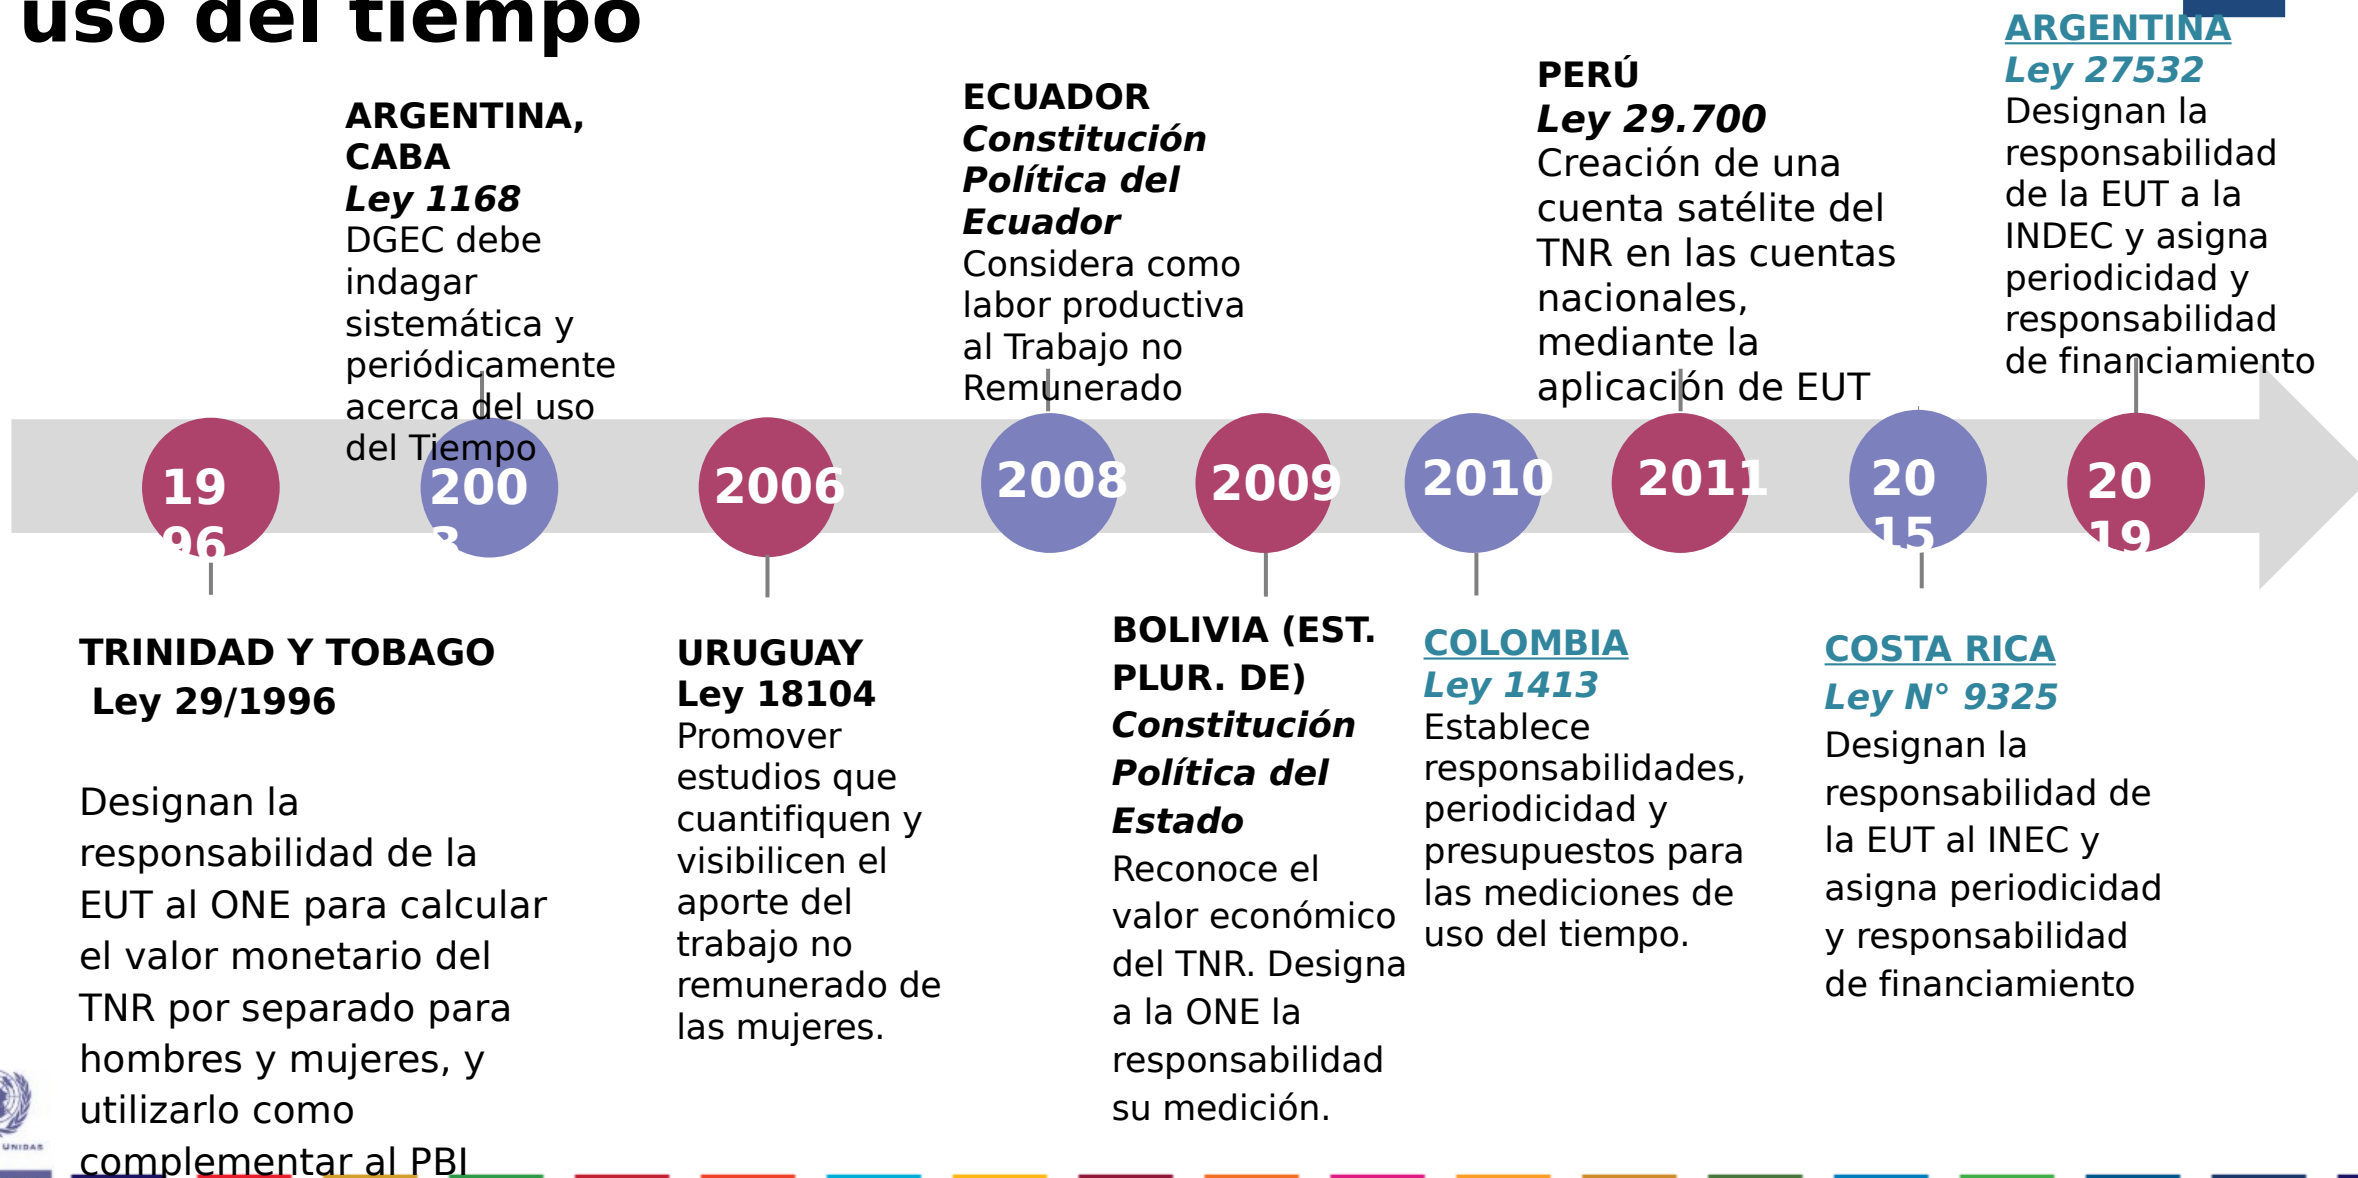 uso del tiempo
ARGENTINA,
CABA
Ley 1168
DGEC debe
indagar
sistemática y
periódicamente
acerca del uso
del Tiempo
ECUADOR
Constitución
Política del
Ecuador
Considera como
labor productiva
al Trabajo no
Remunerado
PERÚ
Ley 29.700
Creación de una
cuenta satélite del
TNR en las cuentas
nacionales,
mediante la
aplicación de EUT
ARGENTINA
Ley 27532
Designan la
responsabilidad
de la EUT a la
INDEC y asigna
periodicidad y
responsabilidad
de financiamiento
19
96
200
3
2006
2008
2009
2010
2011
20
15
20
19
TRINIDAD Y TOBAGO
Ley 29/1996
Designan la
responsabilidad de la
EUT al ONE para calcular
el valor monetario del
TNR por separado para
hombres y mujeres, y
utilizarlo como
complementar al PBI
URUGUAY
Ley 18104
Promover
estudios que
cuantifiquen y
visibilicen el
aporte del
trabajo no
remunerado de
las mujeres.
BOLIVIA (EST.
PLUR. DE)
Constitución
Política del
Estado
Reconoce el
valor económico
del TNR. Designa
a la ONE la
responsabilidad
su medición.
COLOMBIA
Ley 1413
Establece
responsabilidades,
periodicidad y
presupuestos para
las mediciones de
uso del tiempo.
COSTA RICA
Ley N° 9325
Designan la
responsabilidad de
la EUT al INEC y
asigna periodicidad
y responsabilidad
de financiamiento
UNIDAS